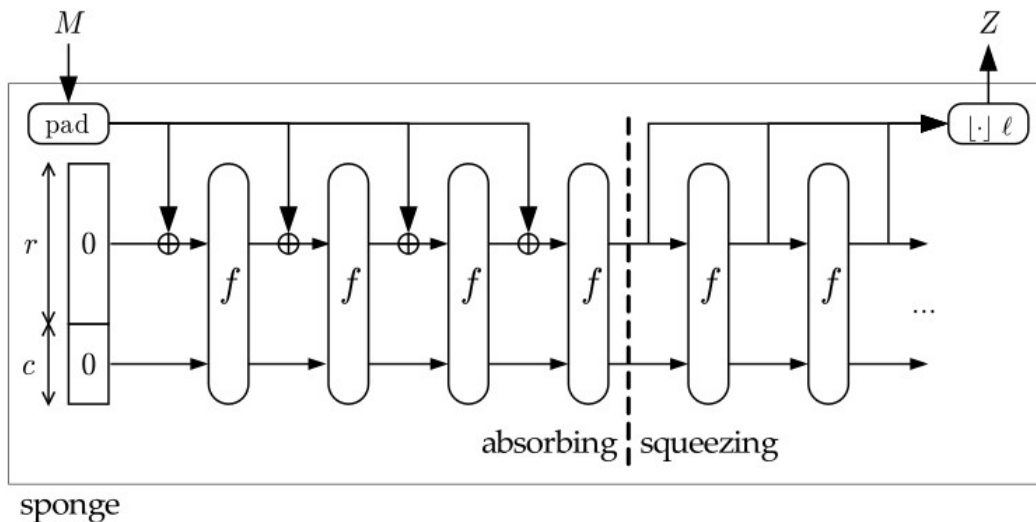 M Z
pad ⌊·⌋ ℓ
r 0 f f f f f f
c 0 ...
absorbing squeezing
sponge